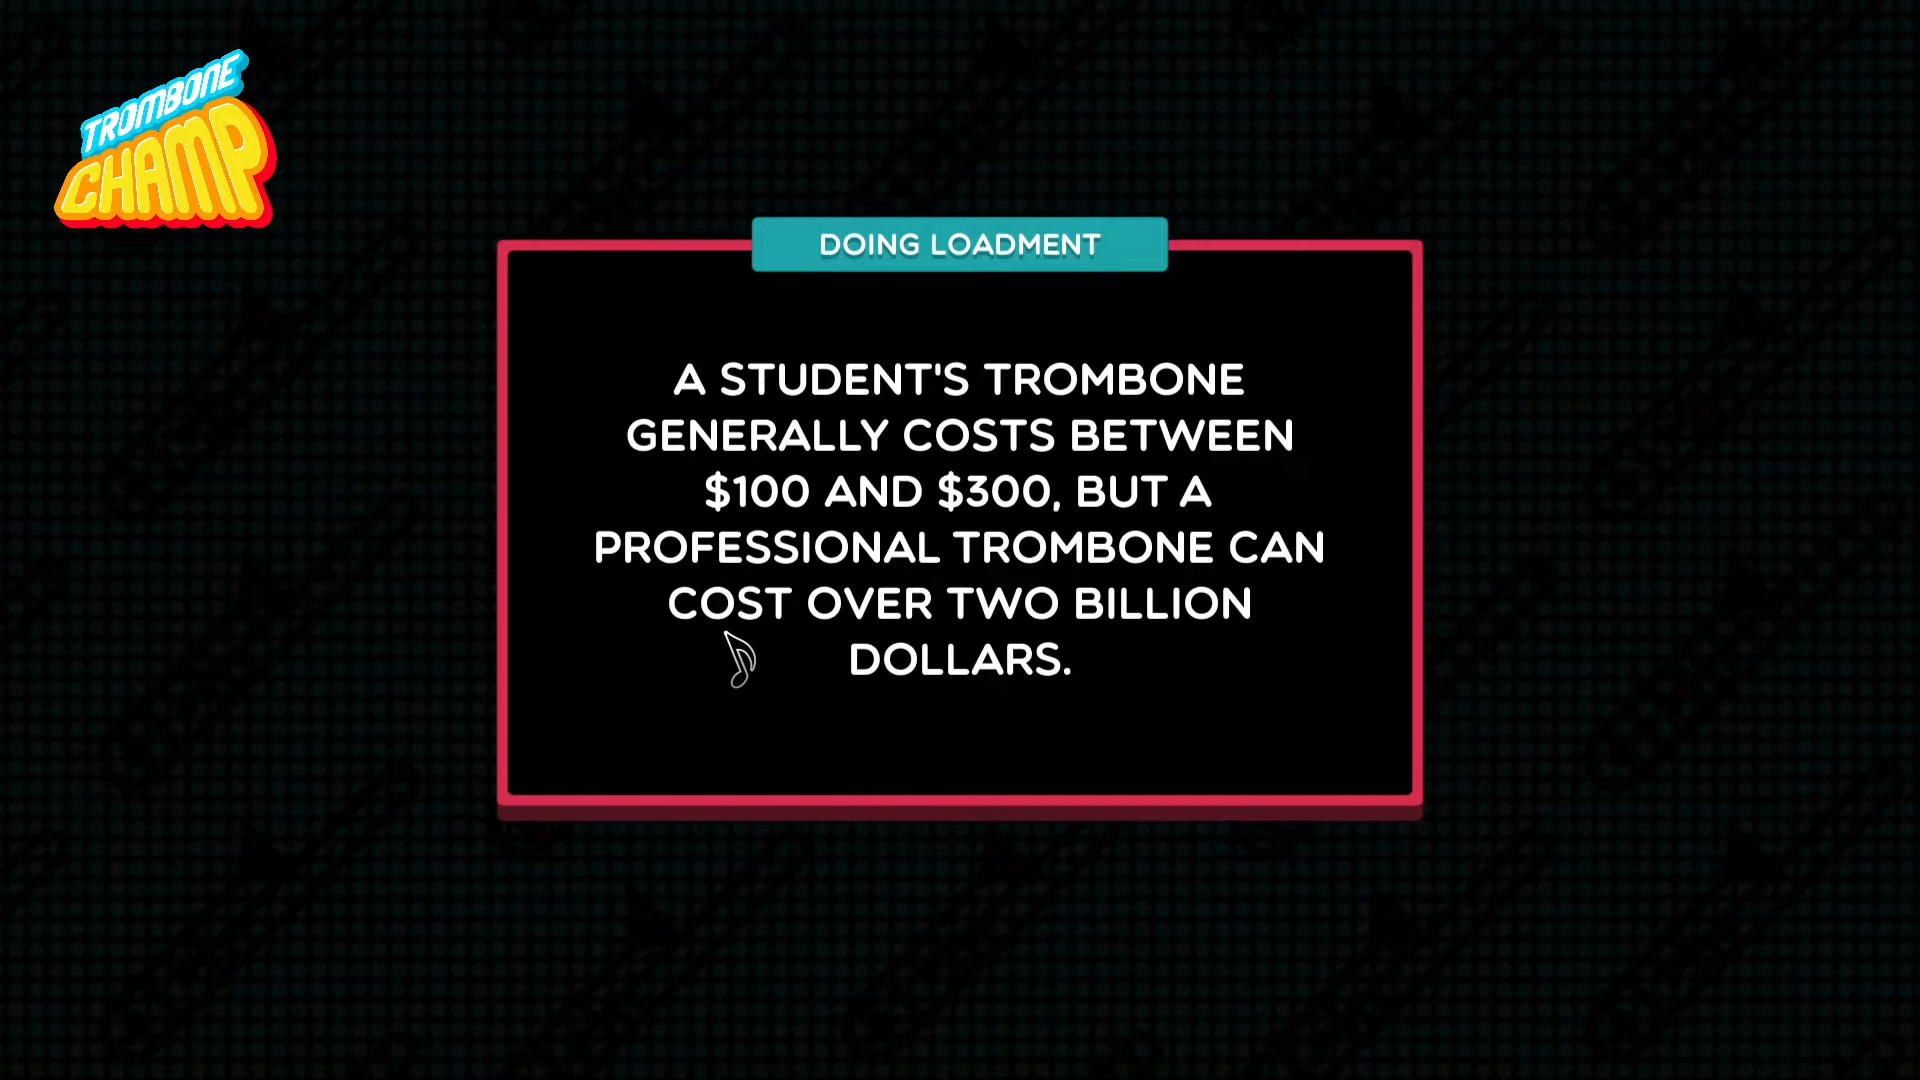 TROMBONE
CHAMP
DOING LOADMENT
A STUDENT'S TROMBONE
GENERALLY COSTS BETWEEN
$100 AND $300, BUT A
PROFESSIONAL TROMBONE CAN
COST OVER TWO BILLION
DOLLARS.